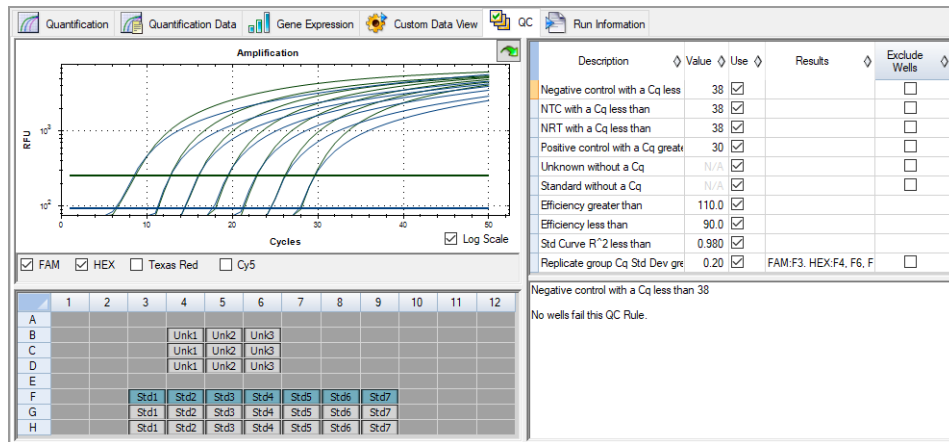 Quantification Quantification Data Gene Expression Custom Data View QC Run Information
Amplification
RFU
10³
10²
0 10 20 30 40 50
Cycles
Log Scale
FAM HEX Texas Red Cy5
1 2 3 4 5 6 7 8 9 10 11 12
A
B Unk1 Unk2 Unk3
C Unk1 Unk2 Unk3
D Unk1 Unk2 Unk3
E
F Std1 Std2 Std3 Std4 Std5 Std6 Std7
G Std1 Std2 Std3 Std4 Std5 Std6 Std7
H Std1 Std2 Std3 Std4 Std5 Std6 Std7
Description Value Use Results Exclude Wells
Negative control with a Cq less 38
NTC with a Cq less than 38
NRT with a Cq less than 38
Positive control with a Cq greate 30
Unknown without a Cq N/A
Standard without a Cq N/A
Efficiency greater than 110.0
Efficiency less than 90.0
Std Curve R^2 less than 0.980
Replicate group Cq Std Dev gre 0.20 FAM:F3. HEX:F4, F6, F
Negative control with a Cq less than 38
No wells fail this QC Rule.